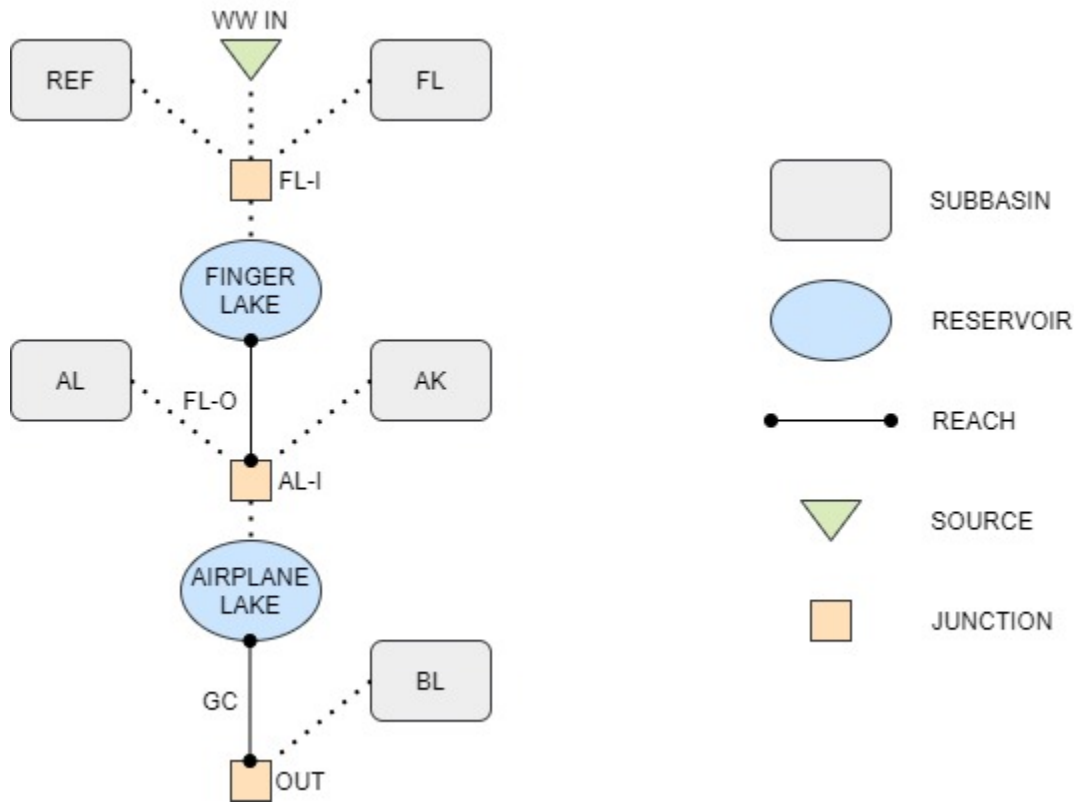 WW IN
REF
FL
FL-I
FINGER
LAKE
AL
AK
FL-O
AL-I
AIRPLANE
LAKE
BL
GC
OUT
SUBBASIN
RESERVOIR
REACH
SOURCE
JUNCTION